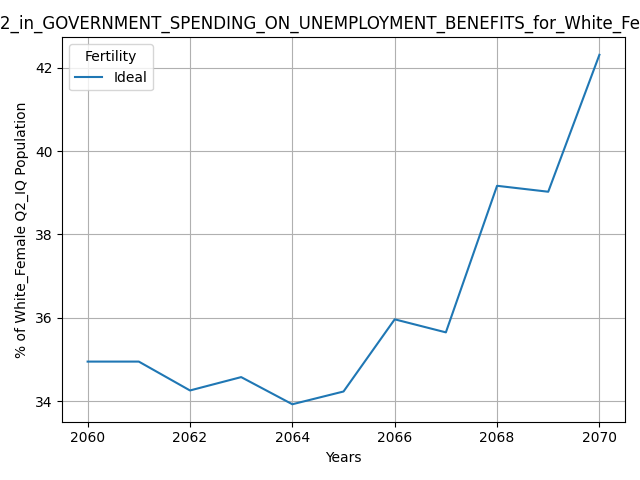 2_in_GOVERNMENT_SPENDING_ON_UNEMPLOYMENT_BENEFITS_for_White_Fe
Fertility
Ideal
% of White_Female Q2_IQ Population
42
40
38
36
34
2060 2062 2064 2066 2068 2070
Years